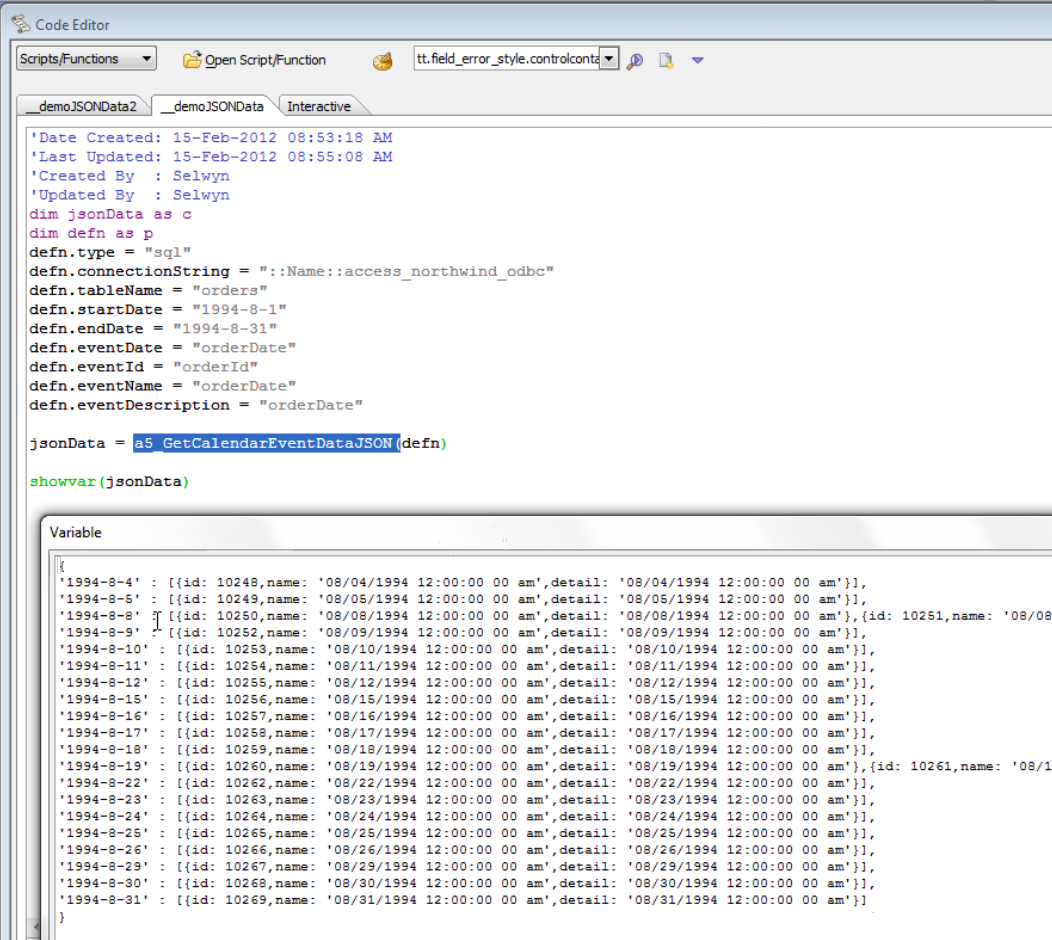 Code Editor
Scripts/Functions Open Script/Function tt.field_error_style.controlconta
__demoJSONData2 __demoJSONData Interactive
'Date Created: 15-Feb-2012 08:53:18 AM
'Last Updated: 15-Feb-2012 08:55:08 AM
'Created By  : Selwyn
'Updated By  : Selwyn
dim jsonData as c
dim defn as p
defn.type = "sql"
defn.connectionString = "::Name::access_northwind_odbc"
defn.tableName = "orders"
defn.startDate = "1994-8-1"
defn.endDate = "1994-8-31"
defn.eventDate = "orderDate"
defn.eventId = "orderId"
defn.eventName = "orderDate"
defn.eventDescription = "orderDate"
jsonData = a5_GetCalendarEventDataJSON(defn)
showvar(jsonData)
Variable
{
'1994-8-4' : [{id: 10248,name: '08/04/1994 12:00:00 00 am',detail: '08/04/1994 12:00:00 00 am'}],
'1994-8-5' : [{id: 10249,name: '08/05/1994 12:00:00 00 am',detail: '08/05/1994 12:00:00 00 am'}],
'1994-8-8' : [{id: 10250,name: '08/08/1994 12:00:00 00 am',detail: '08/08/1994 12:00:00 00 am'},{id: 10251,name: '08/08
'1994-8-9' : [{id: 10252,name: '08/09/1994 12:00:00 00 am',detail: '08/09/1994 12:00:00 00 am'}],
'1994-8-10' : [{id: 10253,name: '08/10/1994 12:00:00 00 am',detail: '08/10/1994 12:00:00 00 am'}],
'1994-8-11' : [{id: 10254,name: '08/11/1994 12:00:00 00 am',detail: '08/11/1994 12:00:00 00 am'}],
'1994-8-12' : [{id: 10255,name: '08/12/1994 12:00:00 00 am',detail: '08/12/1994 12:00:00 00 am'}],
'1994-8-15' : [{id: 10256,name: '08/15/1994 12:00:00 00 am',detail: '08/15/1994 12:00:00 00 am'}],
'1994-8-16' : [{id: 10257,name: '08/16/1994 12:00:00 00 am',detail: '08/16/1994 12:00:00 00 am'}],
'1994-8-17' : [{id: 10258,name: '08/17/1994 12:00:00 00 am',detail: '08/17/1994 12:00:00 00 am'}],
'1994-8-18' : [{id: 10259,name: '08/18/1994 12:00:00 00 am',detail: '08/18/1994 12:00:00 00 am'}],
'1994-8-19' : [{id: 10260,name: '08/19/1994 12:00:00 00 am',detail: '08/19/1994 12:00:00 00 am'},{id: 10261,name: '08/1
'1994-8-22' : [{id: 10262,name: '08/22/1994 12:00:00 00 am',detail: '08/22/1994 12:00:00 00 am'}],
'1994-8-23' : [{id: 10263,name: '08/23/1994 12:00:00 00 am',detail: '08/23/1994 12:00:00 00 am'}],
'1994-8-24' : [{id: 10264,name: '08/24/1994 12:00:00 00 am',detail: '08/24/1994 12:00:00 00 am'}],
'1994-8-25' : [{id: 10265,name: '08/25/1994 12:00:00 00 am',detail: '08/25/1994 12:00:00 00 am'}],
'1994-8-26' : [{id: 10266,name: '08/26/1994 12:00:00 00 am',detail: '08/26/1994 12:00:00 00 am'}],
'1994-8-29' : [{id: 10267,name: '08/29/1994 12:00:00 00 am',detail: '08/29/1994 12:00:00 00 am'}],
'1994-8-30' : [{id: 10268,name: '08/30/1994 12:00:00 00 am',detail: '08/30/1994 12:00:00 00 am'}],
'1994-8-31' : [{id: 10269,name: '08/31/1994 12:00:00 00 am',detail: '08/31/1994 12:00:00 00 am'}]
}